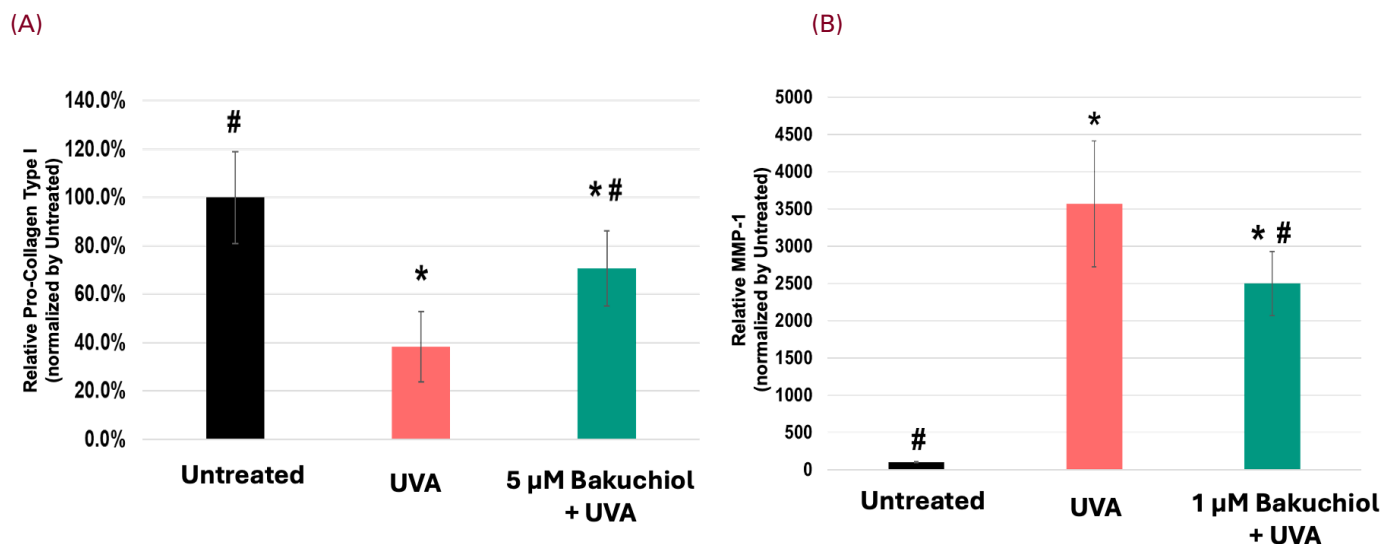 (A)
Relative Pro-Collagen Type I
(normalized by Untreated)
140.0%
120.0%
100.0%
80.0%
60.0%
40.0%
20.0%
0.0%
#
*
* #
Untreated
UVA
5 µM Bakuchiol
+ UVA
(B)
Relative MMP-1
(normalized by Untreated)
5000
4500
4000
3500
3000
2500
2000
1500
1000
500
0
#
*
* #
Untreated
UVA
1 µM Bakuchiol
+ UVA